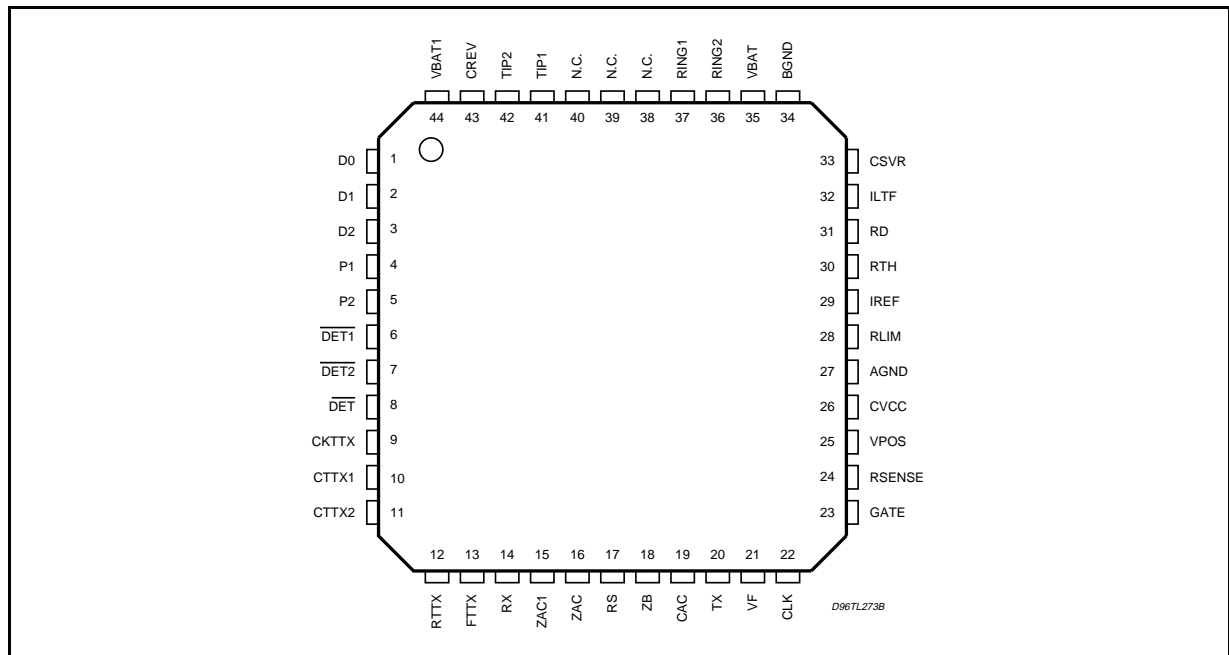 VBAT1 CREV TIP2 TIP1 N.C. N.C. N.C. RING1 RING2 VBAT BGND
44 43 42 41 40 39 38 37 36 35 34
D0 1 33 CSVR
D1 2 32 ILTF
D2 3 31 RD
P1 4 30 RTH
P2 5 29 IREF
DET1 6 28 RLIM
DET2 7 27 AGND
DET 8 26 CVCC
CKTTX 9 25 VPOS
CTTX1 10 24 RSENSE
CTTX2 11 23 GATE
12 13 14 15 16 17 18 19 20 21 22
RTTX FTTX RX ZAC1 ZAC RS ZB CAC TX VF CLK
D96TL273B